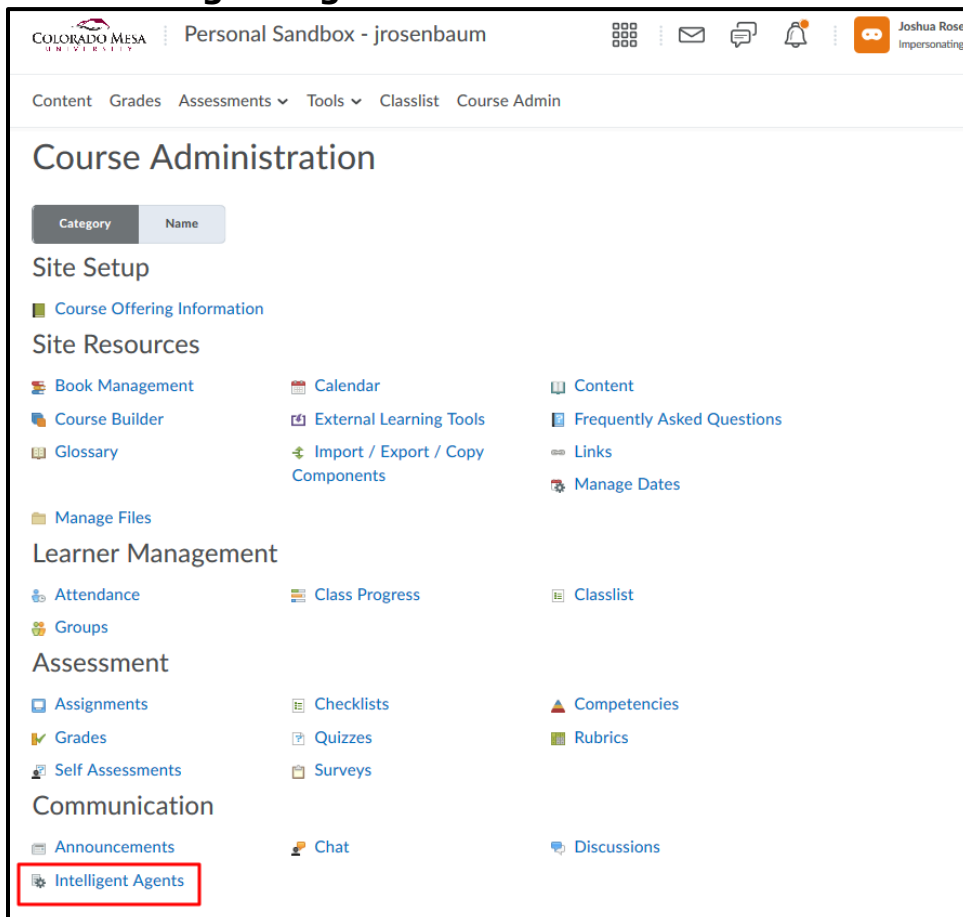 COLORADO MESA
UNIVERSITY
Personal Sandbox - jrosenbaum
Joshua Rose
Impersonating
Content Grades Assessments Tools Classlist Course Admin
Course Administration
Category Name
Site Setup
Course Offering Information
Site Resources
Book Management Calendar Content
Course Builder External Learning Tools Frequently Asked Questions
Glossary Import / Export / Copy Links
Components
Manage Dates
Manage Files
Learner Management
Attendance Class Progress Classlist
Groups
Assessment
Assignments Checklists Competencies
Grades Quizzes Rubrics
Self Assessments Surveys
Communication
Announcements Chat Discussions
Intelligent Agents